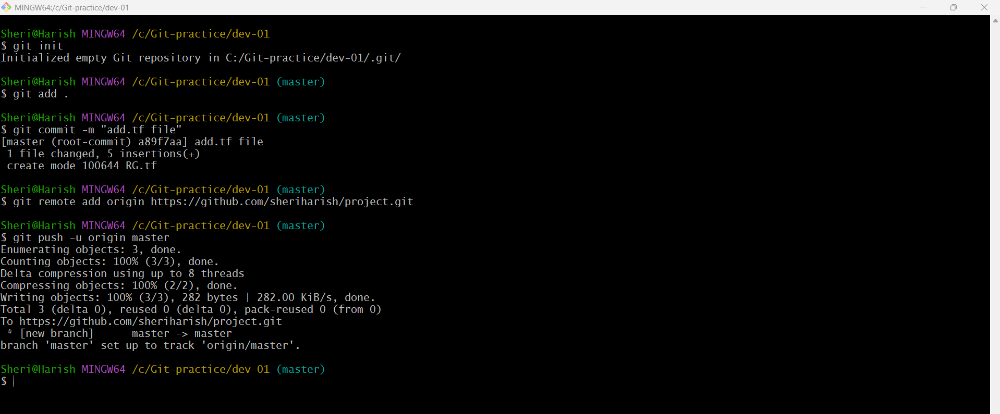 MINGW64:/c/Git-practice/dev-01
Sheri@Harish MINGW64 /c/Git-practice/dev-01
$ git init
Initialized empty Git repository in C:/Git-practice/dev-01/.git/
Sheri@Harish MINGW64 /c/Git-practice/dev-01 (master)
$ git add .
Sheri@Harish MINGW64 /c/Git-practice/dev-01 (master)
$ git commit -m "add.tf file"
[master (root-commit) a89f7aa] add.tf file
 1 file changed, 5 insertions(+)
 create mode 100644 RG.tf
Sheri@Harish MINGW64 /c/Git-practice/dev-01 (master)
$ git remote add origin https://github.com/sheriharish/project.git
Sheri@Harish MINGW64 /c/Git-practice/dev-01 (master)
$ git push -u origin master
Enumerating objects: 3, done.
Counting objects: 100% (3/3), done.
Delta compression using up to 8 threads
Compressing objects: 100% (2/2), done.
Writing objects: 100% (3/3), 282 bytes | 282.00 KiB/s, done.
Total 3 (delta 0), reused 0 (delta 0), pack-reused 0 (from 0)
To https://github.com/sheriharish/project.git
 * [new branch]      master -> master
branch 'master' set up to track 'origin/master'.
Sheri@Harish MINGW64 /c/Git-practice/dev-01 (master)
$